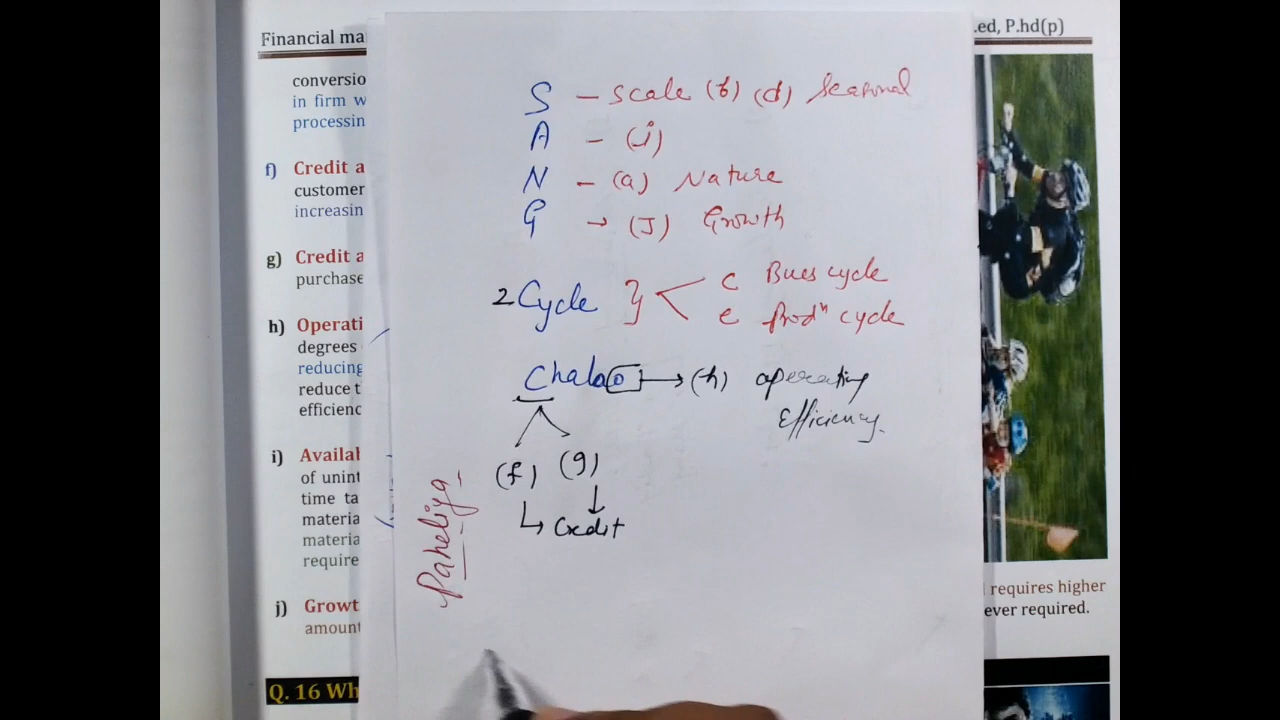 Financial ma
.ed, P.hd(p)
conversio
in firm w
processin
f) Credit a
customer
increasin
g) Credit a
purchase
h) Operati
degrees
reducing
reduce t
efficienc
i) Availab
of unint
time ta
materia
materia
require
j) Growt
amount
Q. 16 Wh
S – Scale (b) (d) Seasonal
A – (i)
N – (a) Nature
G → (J) Growth
2 Cycle } < C Bues cycle
e Prodⁿ cycle
Chalao → (h) operating
Efficiency.
(f) (g)
↳ Credit
Paheliya
requires higher
ever required.